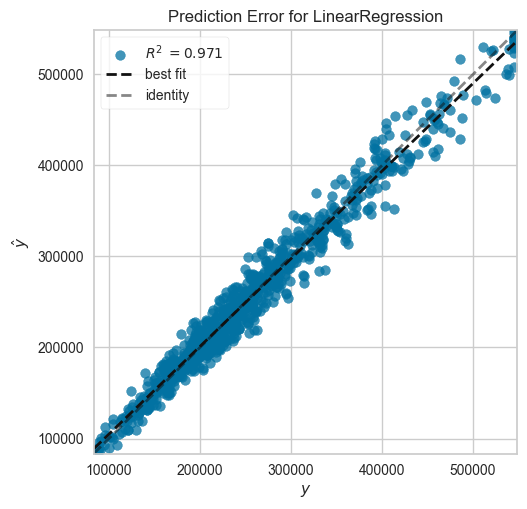 Prediction Error for LinearRegression
R² = 0.971
best fit
identity
500000
400000
300000
200000
100000
ŷ
100000 200000 300000 400000 500000
y